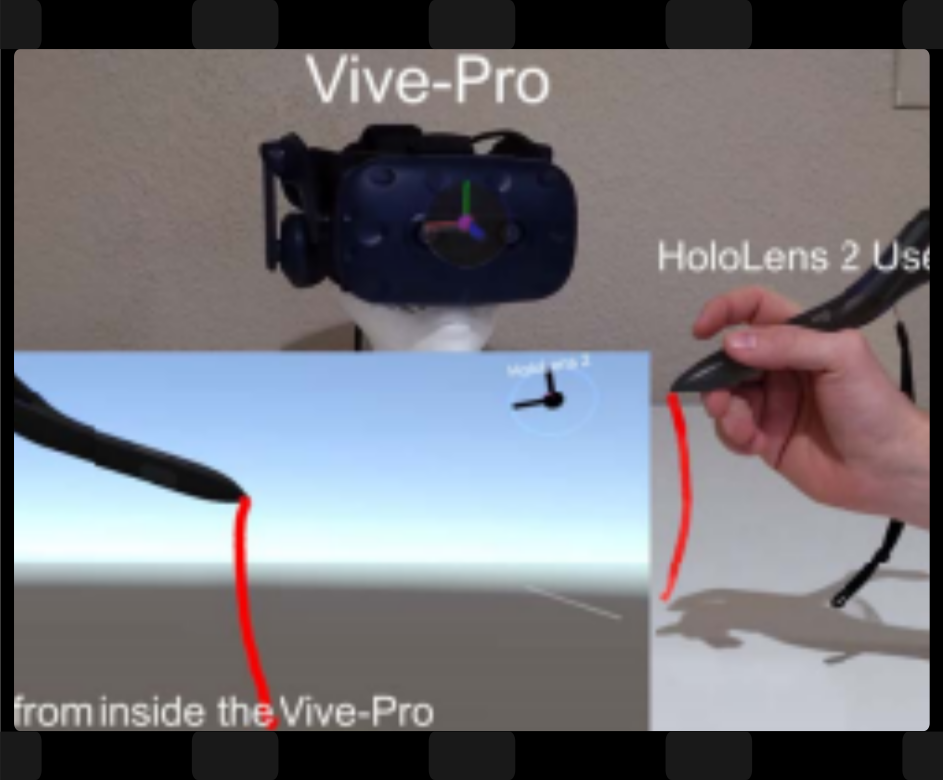 Vive-Pro
HoloLens 2 Use
HoloLens 2
from inside the Vive-Pro